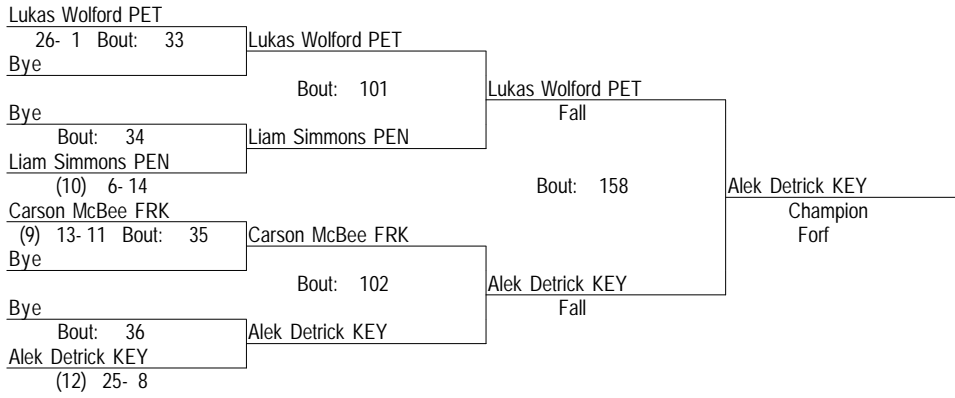 Lukas Wolford PET
26- 1 Bout: 33
Lukas Wolford PET
Bye
Bout: 101
Lukas Wolford PET
Bye
Fall
Bout: 34
Liam Simmons PEN
Liam Simmons PEN
(10) 6-14
Bout: 158
Alek Detrick KEY
Carson McBee FRK
Champion
(9) 13-11 Bout: 35
Carson McBee FRK
Forf
Bye
Bout: 102
Alek Detrick KEY
Bye
Fall
Bout: 36
Alek Detrick KEY
Alek Detrick KEY
(12) 25- 8